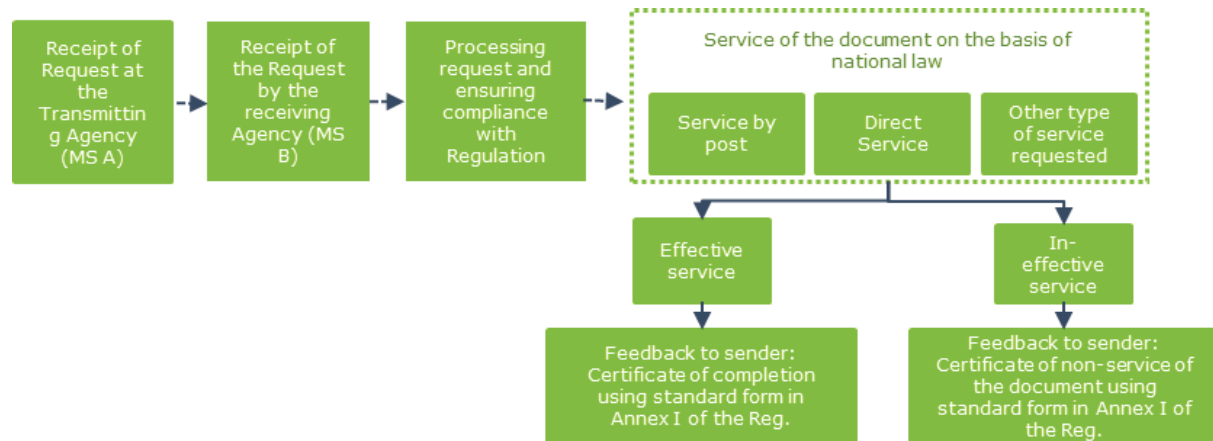 Receipt of
Request at
the
Transmittin
g Agency
(MS A)
Receipt of
the Request
by the
receiving
Agency (MS
B)
Processing
request and
ensuring
compliance
with
Regulation
Service of the document on the basis of
national law
Service by
post
Direct
Service
Other type
of service
requested
Effective
service
In-
effective
service
Feedback to sender:
Certificate of completion
using standard form in
Annex I of the Reg.
Feedback to sender:
Certificate of non-service of
the document using
standard form in Annex I of
the Reg.